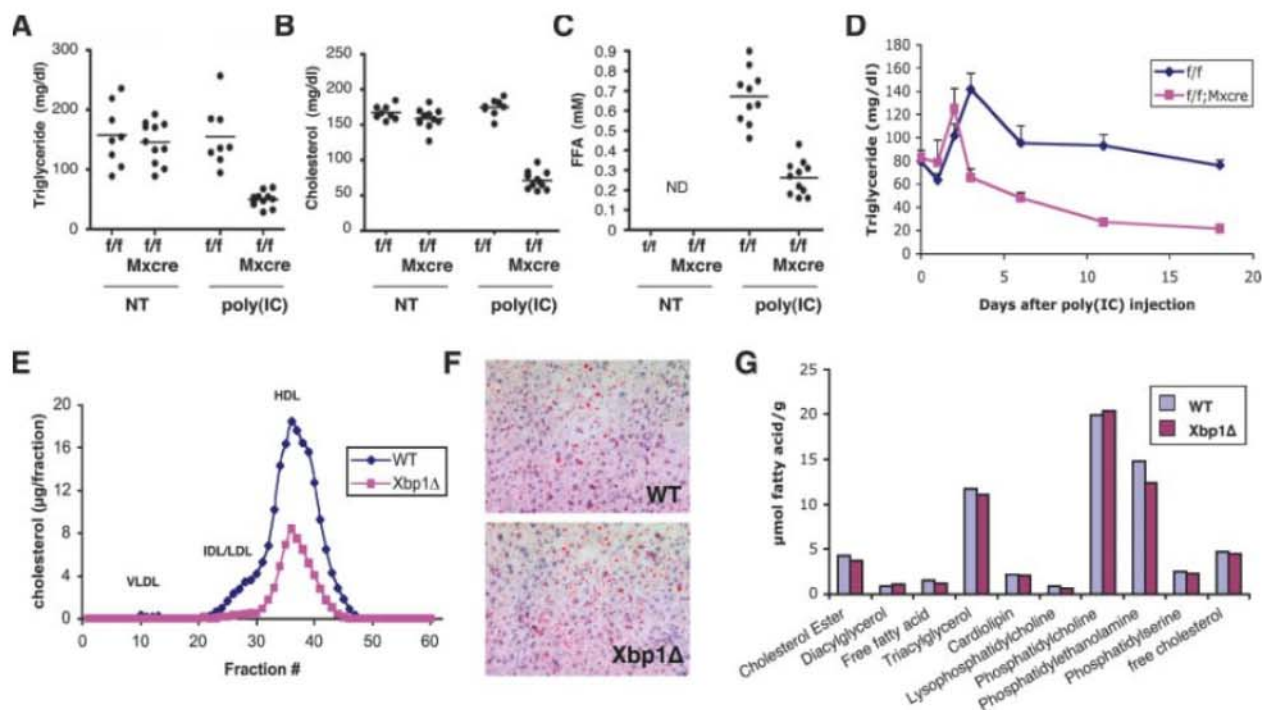 A
Triglyceride (mg/dl)
300
200
100
0
f/f f/f f/f f/f
Mxcre Mxcre
NT poly(IC)
B
Cholesterol (mg/dl)
250
200
150
100
50
0
f/f f/f f/f f/f
Mxcre Mxcre
NT poly(IC)
C
FFA (mM)
0.9
0.8
0.7
0.6
0.5
0.4
0.3
0.2
0.1
0
ND
f/f f/f f/f f/f
Mxcre Mxcre
NT poly(IC)
D
Triglyceride (mg/dl)
180
160
140
120
100
80
60
40
20
0
f/f
f/f;Mxcre
0 5 10 15 20
Days after poly(IC) injection
E
cholesterol (µg/fraction)
20
16
12
8
4
0
HDL
IDL/LDL
VLDL
WT
Xbp1Δ
0 10 20 30 40 50 60
Fraction #
F
WT
Xbp1Δ
G
µmol fatty acid/g
25
20
15
10
5
0
WT
Xbp1Δ
Cholesterol Ester
Diacylglycerol
Free fatty acid
Triacylglycerol
Cardiolipin
Lysophosphatidylcholine
Phosphatidylcholine
Phosphatidylethanolamine
Phosphatidylserine
free cholesterol